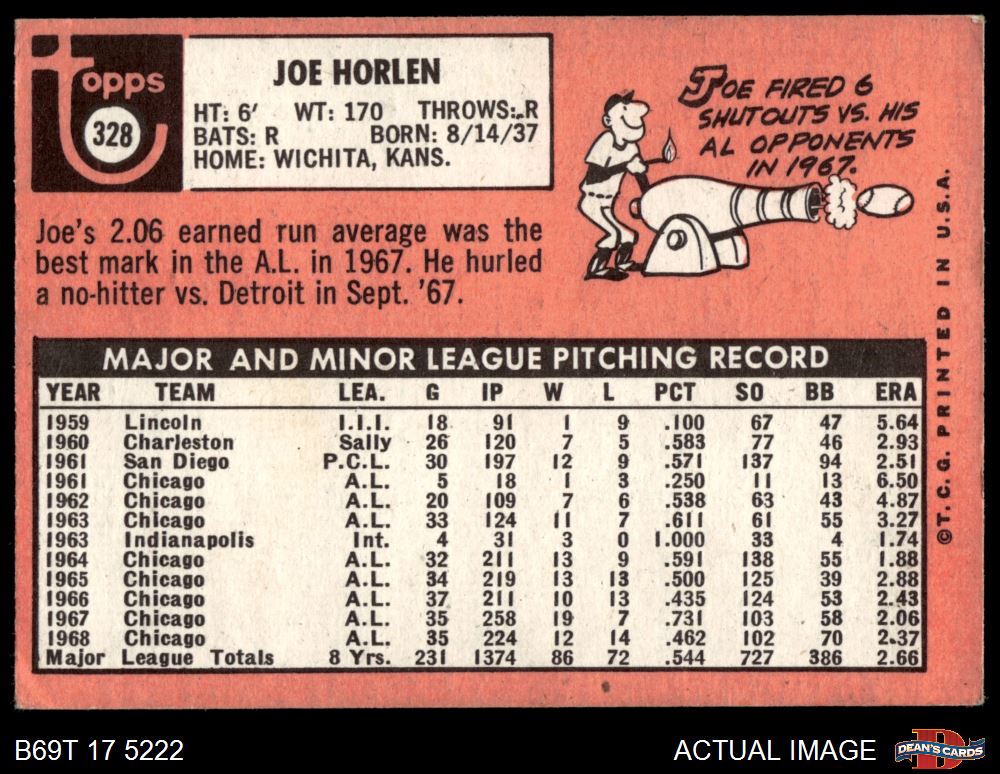 topps
328
JOE HORLEN
HT: 6' WT: 170 THROWS: R
BATS: R BORN: 8/14/37
HOME: WICHITA, KANS.
JOE FIRED 6
SHUTOUTS VS. HIS
AL OPPONENTS
IN 1967.
Joe's 2.06 earned run average was the
best mark in the A.L. in 1967. He hurled
a no-hitter vs. Detroit in Sept. '67.
MAJOR AND MINOR LEAGUE PITCHING RECORD
YEAR TEAM LEA. G IP W L PCT SO BB ERA
1959 Lincoln I.I.I. 18 91 1 9 .100 67 47 5.64
1960 Charleston Sally 26 120 7 5 .583 77 46 2.93
1961 San Diego P.C.L. 30 197 12 9 .571 137 94 2.51
1961 Chicago A.L. 5 18 1 3 .250 11 13 6.50
1962 Chicago A.L. 20 109 7 6 .538 63 43 4.87
1963 Chicago A.L. 33 124 11 7 .611 61 55 3.27
1963 Indianapolis Int. 4 31 3 0 1.000 33 4 1.74
1964 Chicago A.L. 32 211 13 9 .591 138 55 1.88
1965 Chicago A.L. 34 219 13 13 .500 125 39 2.88
1966 Chicago A.L. 37 211 10 13 .435 124 53 2.43
1967 Chicago A.L. 35 258 19 7 .731 103 58 2.06
1968 Chicago A.L. 35 224 12 14 .462 102 70 2.37
Major League Totals 8 Yrs. 231 1374 86 72 .544 727 386 2.66
©T.C.G. PRINTED IN U.S.A.
B69T 17 5222
ACTUAL IMAGE
DEAN'S CARDS